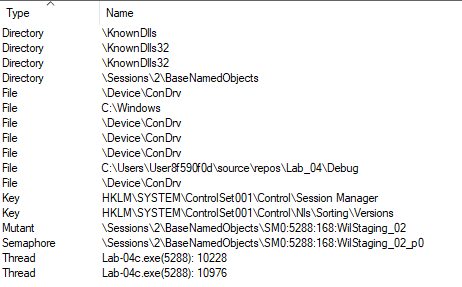 Type Name
Directory \KnownDlls
Directory \KnownDlls32
Directory \KnownDlls32
Directory \Sessions\2\BaseNamedObjects
File \Device\ConDrv
File C:\Windows
File \Device\ConDrv
File \Device\ConDrv
File \Device\ConDrv
File C:\Users\User8f590f0d\source\repos\Lab_04\Debug
File \Device\ConDrv
Key HKLM\SYSTEM\ControlSet001\Control\Session Manager
Key HKLM\SYSTEM\ControlSet001\Control\Nls\Sorting\Versions
Mutant \Sessions\2\BaseNamedObjects\SM0:5288:168:WilStaging_02
Semaphore \Sessions\2\BaseNamedObjects\SM0:5288:168:WilStaging_02_p0
Thread Lab-04c.exe(5288): 10228
Thread Lab-04c.exe(5288): 10976